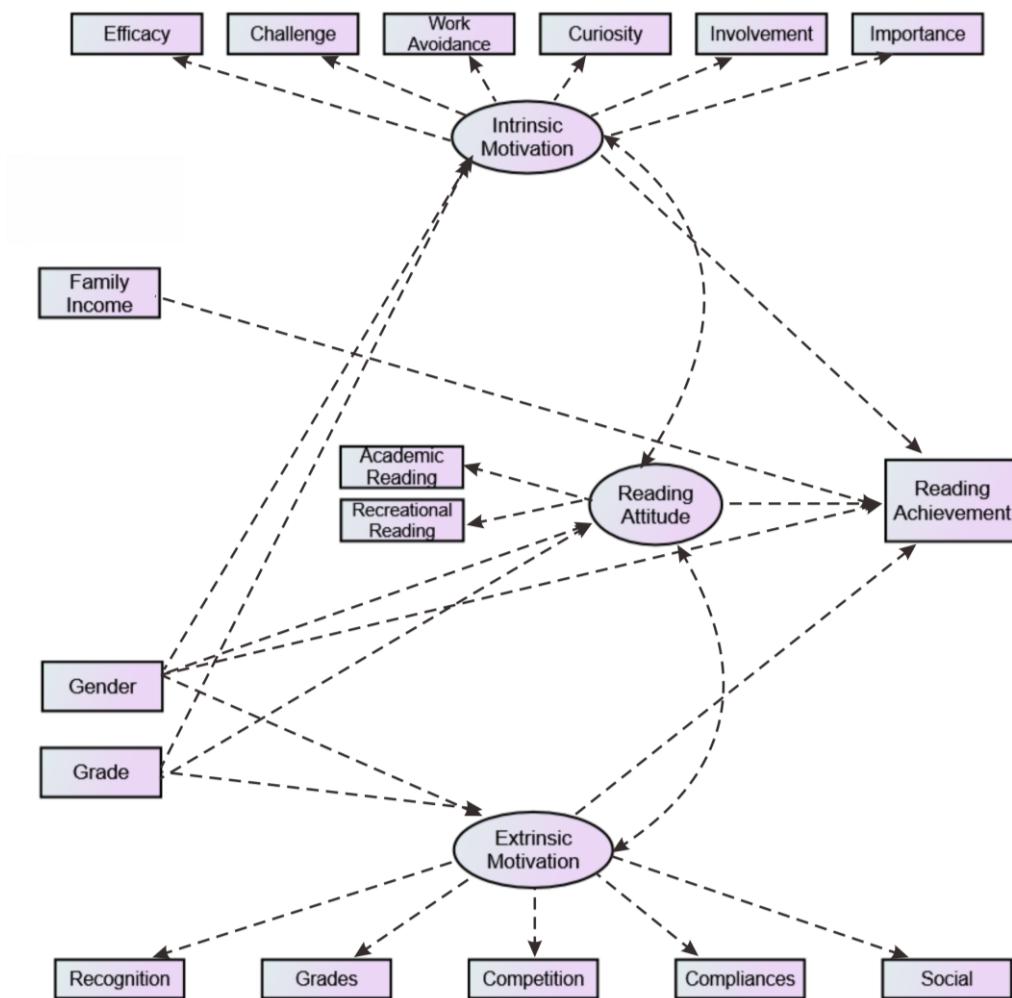 Efficacy
Challenge
Work
Avoidance
Curiosity
Involvement
Importance
Intrinsic
Motivation
Family
Income
Academic
Reading
Recreational
Reading
Reading
Attitude
Reading
Achievement
Gender
Grade
Extrinsic
Motivation
Recognition
Grades
Competition
Compliances
Social